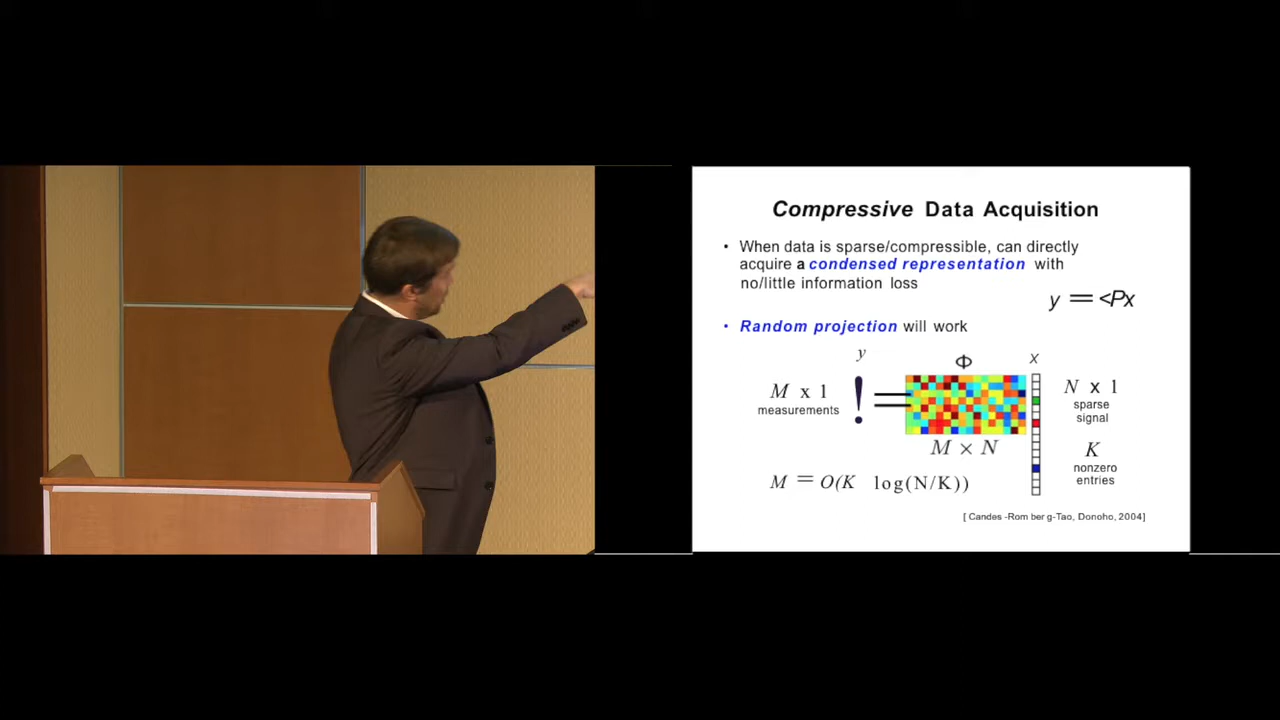 Compressive Data Acquisition
• When data is sparse/compressible, can directly
acquire a condensed representation with
no/little information loss
y = <Px
• Random projection will work
y
Φ
x
M x 1
measurements
!
=
N x 1
sparse
signal
M × N
K
nonzero
entries
M = O(K log(N/K))
[ Candes -Rom ber g-Tao, Donoho, 2004]